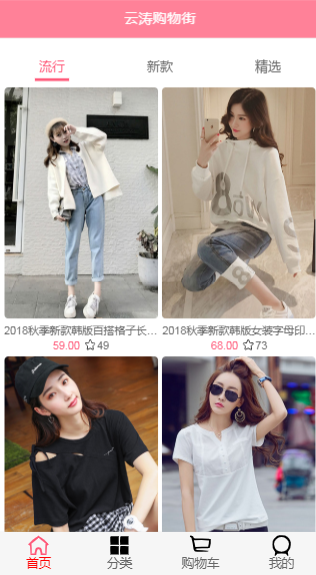 云涛购物街
流行 新款 精选
2018秋季新款韩版百搭格子长... 2018秋季新款韩版女装字母印...
59.00 49 68.00 73
首页 分类 购物车 我的